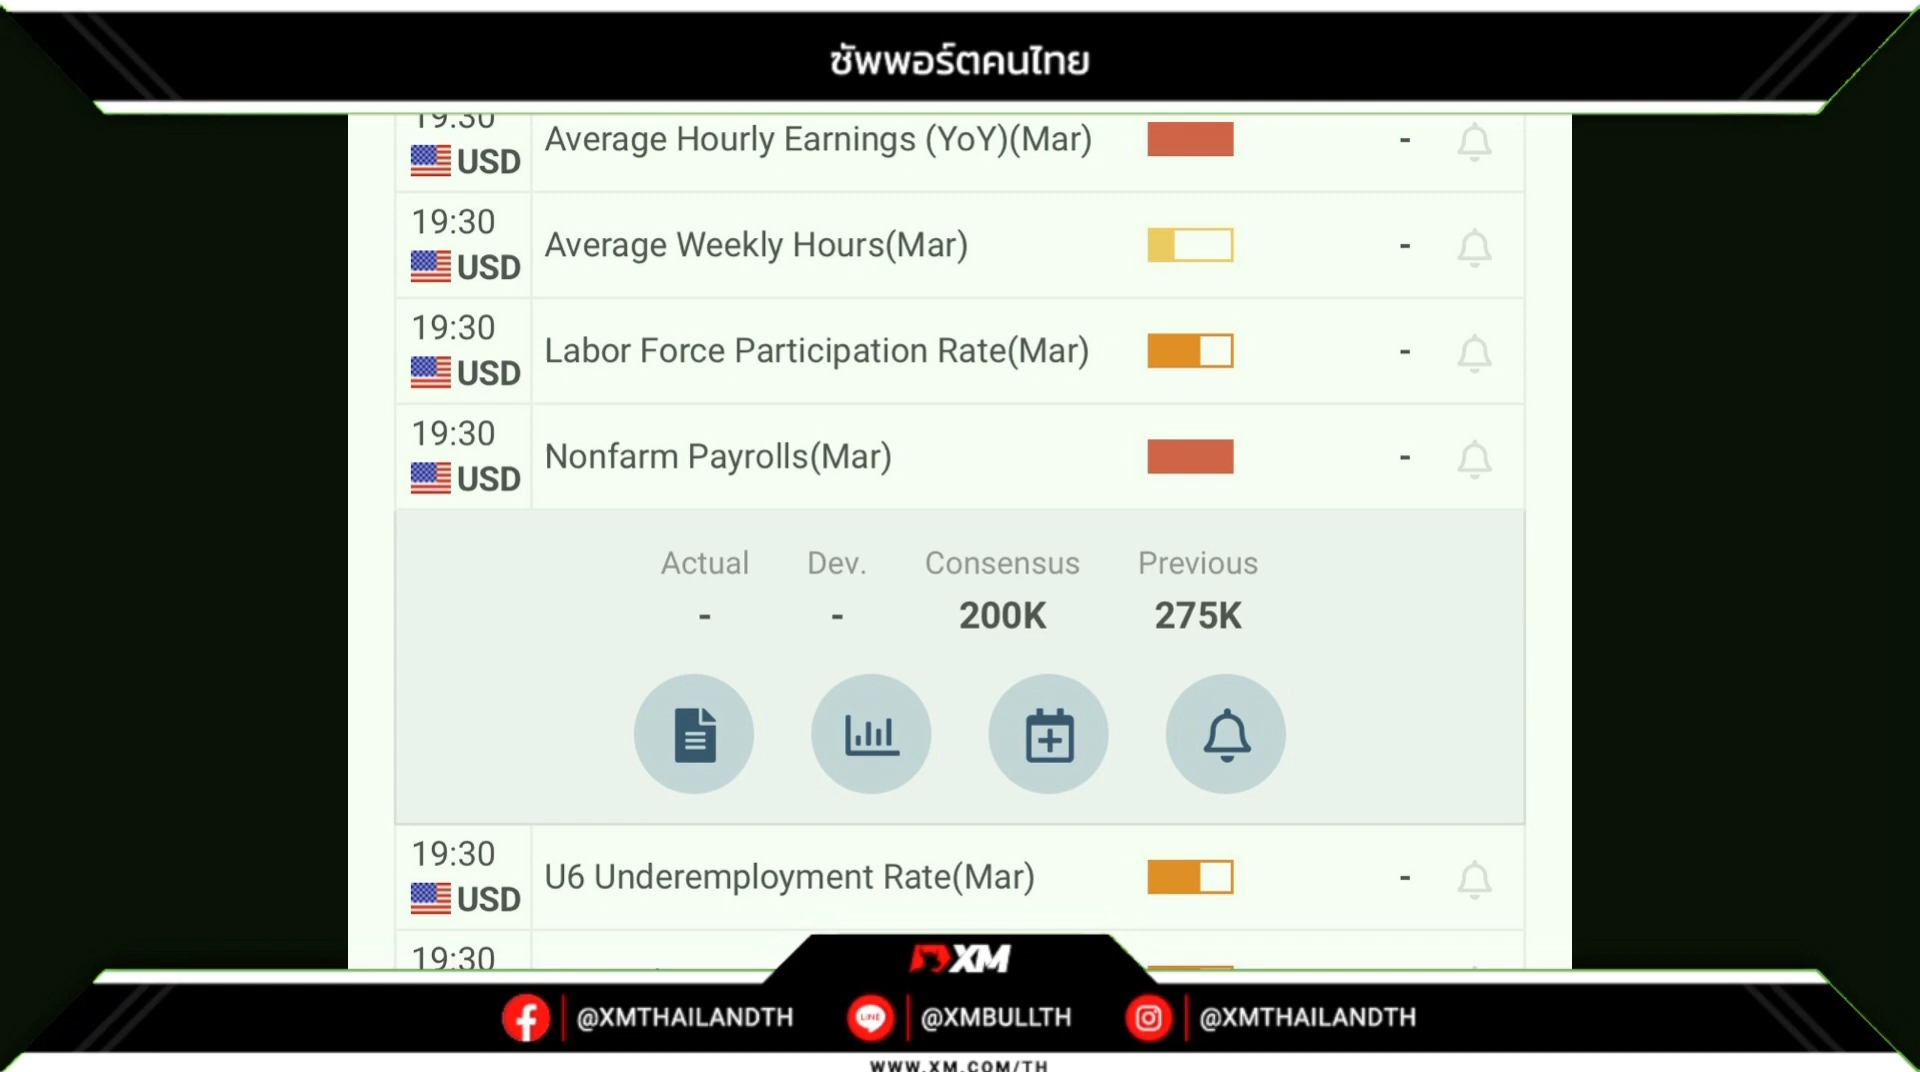 ซัพพอร์ตคนไทย
19:30
USD
Average Hourly Earnings (YoY)(Mar)
-
19:30
USD
Average Weekly Hours(Mar)
-
19:30
USD
Labor Force Participation Rate(Mar)
-
19:30
USD
Nonfarm Payrolls(Mar)
-
Actual Dev. Consensus Previous
- - 200K 275K
19:30
USD
U6 Underemployment Rate(Mar)
-
19:30
XM
@XMTHAILANDTH LINE @XMBULLTH @XMTHAILANDTH
WWW.XM.COM/TH